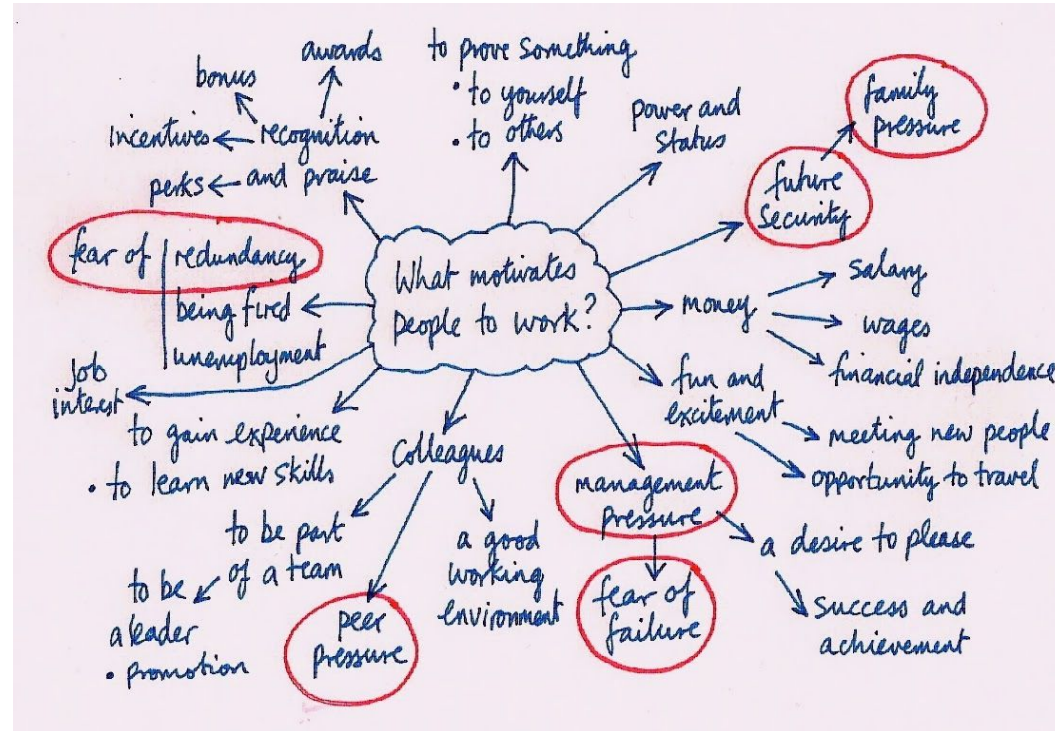 What motivates
people to work?
awards
bonus
incentives
recognition
perks
and praise
to prove something
• to yourself
• to others
power and
status
family
pressure
future
security
money
salary
wages
financial independence
fun and
excitement
meeting new people
opportunity to travel
management
pressure
a desire to please
success and
achievement
fear of
failure
Colleagues
a good
working
environment
peer
pressure
to be part
of a team
to be
a leader
• promotion
to gain experience
• to learn new skills
job
interest
fear of
redundancy
being fired
unemployment